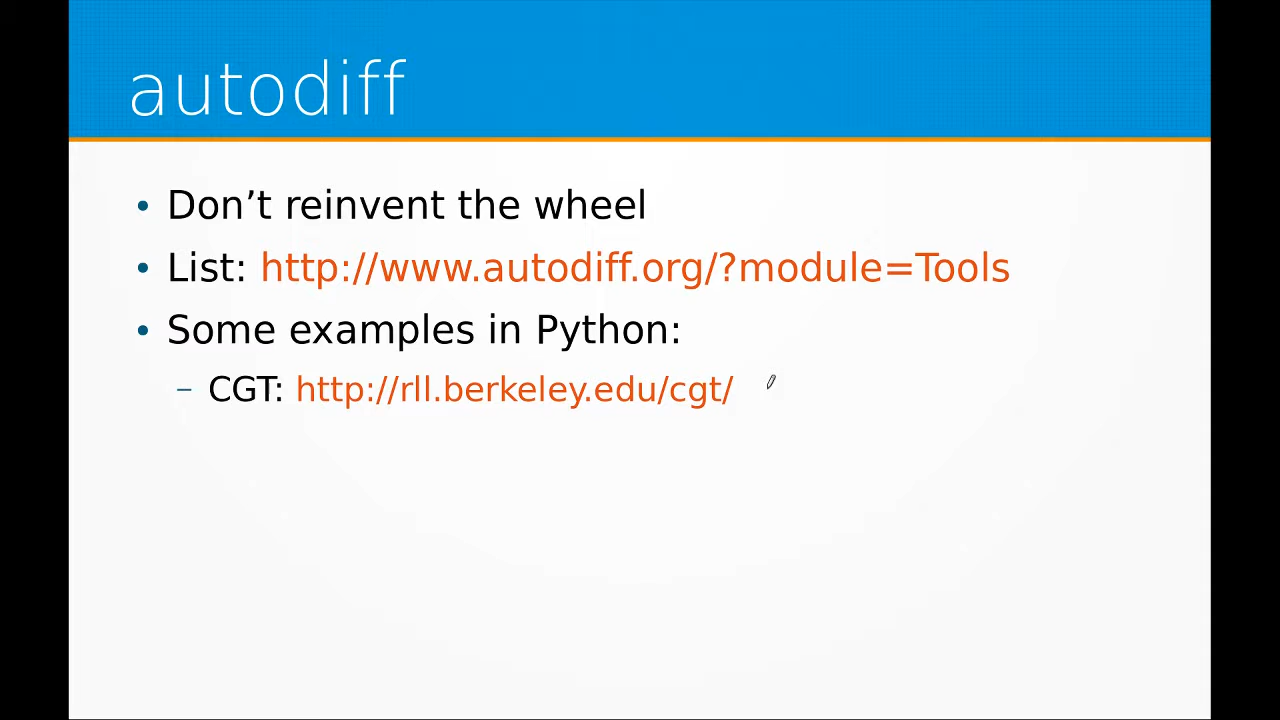 autodiff
• Don’t reinvent the wheel
• List: http://www.autodiff.org/?module=Tools
• Some examples in Python:
– CGT: http://rll.berkeley.edu/cgt/